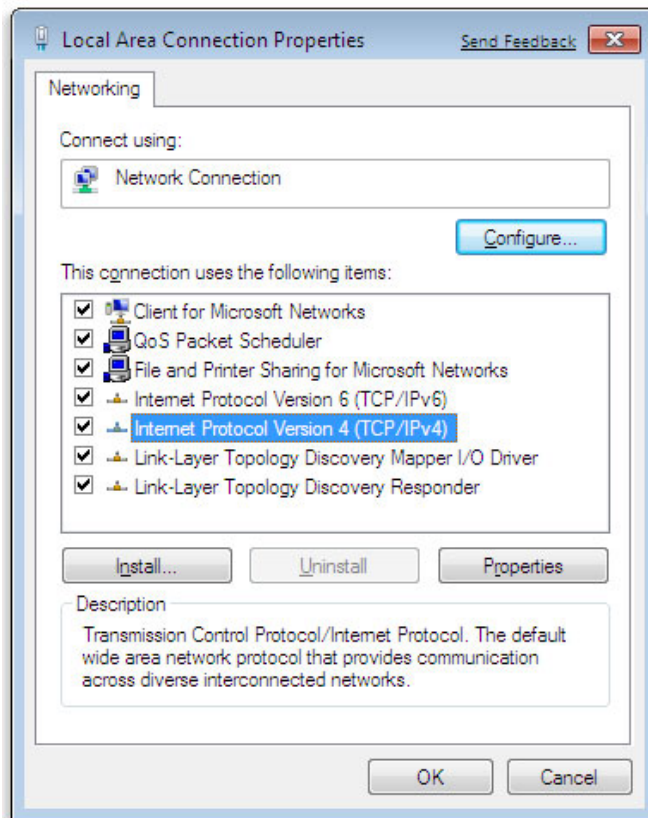 Local Area Connection Properties Send Feedback
Networking
Connect using:
Network Connection
Configure...
This connection uses the following items:
Client for Microsoft Networks
QoS Packet Scheduler
File and Printer Sharing for Microsoft Networks
Internet Protocol Version 6 (TCP/IPv6)
Internet Protocol Version 4 (TCP/IPv4)
Link-Layer Topology Discovery Mapper I/O Driver
Link-Layer Topology Discovery Responder
Install... Uninstall Properties
Description
Transmission Control Protocol/Internet Protocol. The default
wide area network protocol that provides communication
across diverse interconnected networks.
OK Cancel